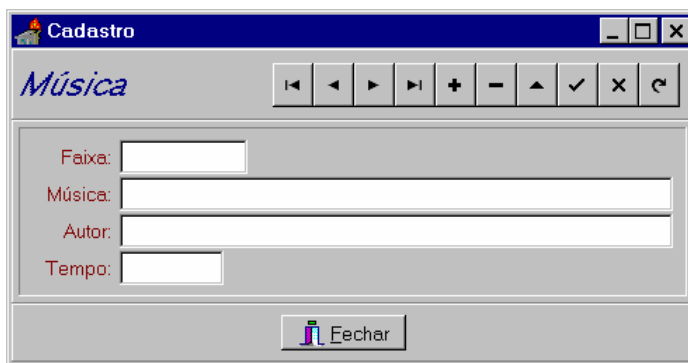 Cadastro
Música
Faixa:
Música:
Autor:
Tempo:
Fechar